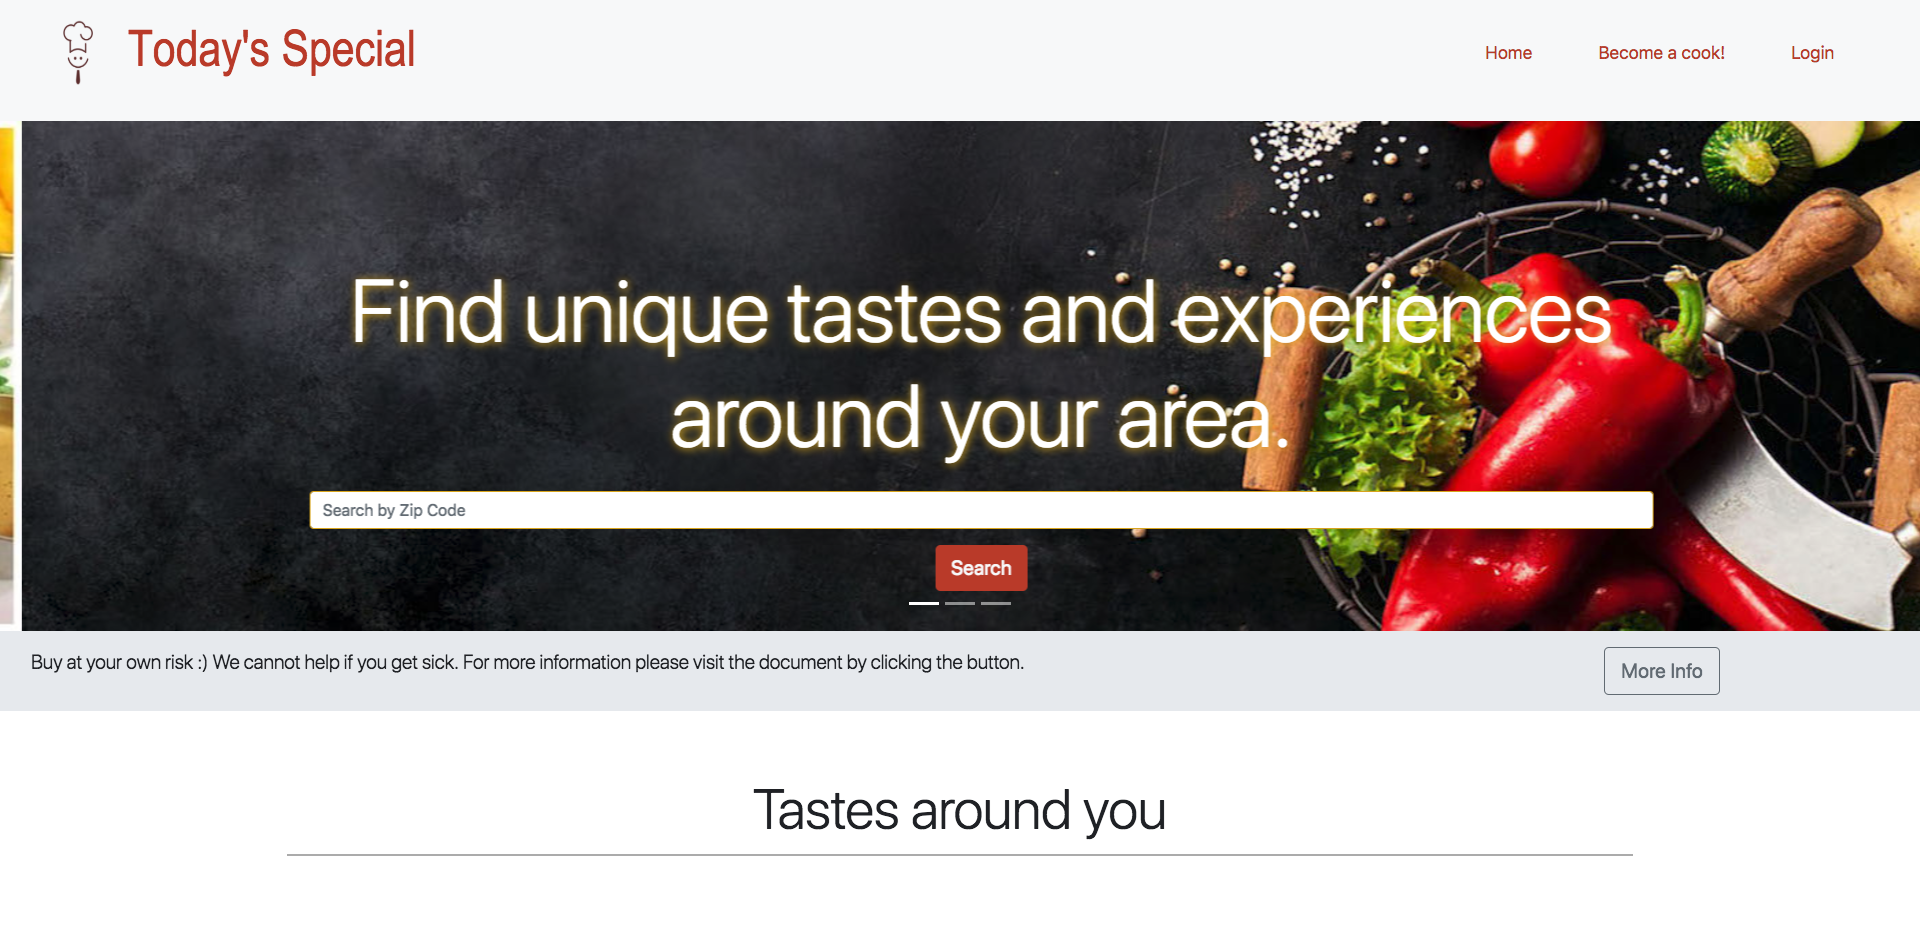 Today's Special
Home
Become a cook!
Login
Find unique tastes and experiences
around your area.
Search by Zip Code
Search
Buy at your own risk :) We cannot help if you get sick. For more information please visit the document by clicking the button.
More Info
Tastes around you